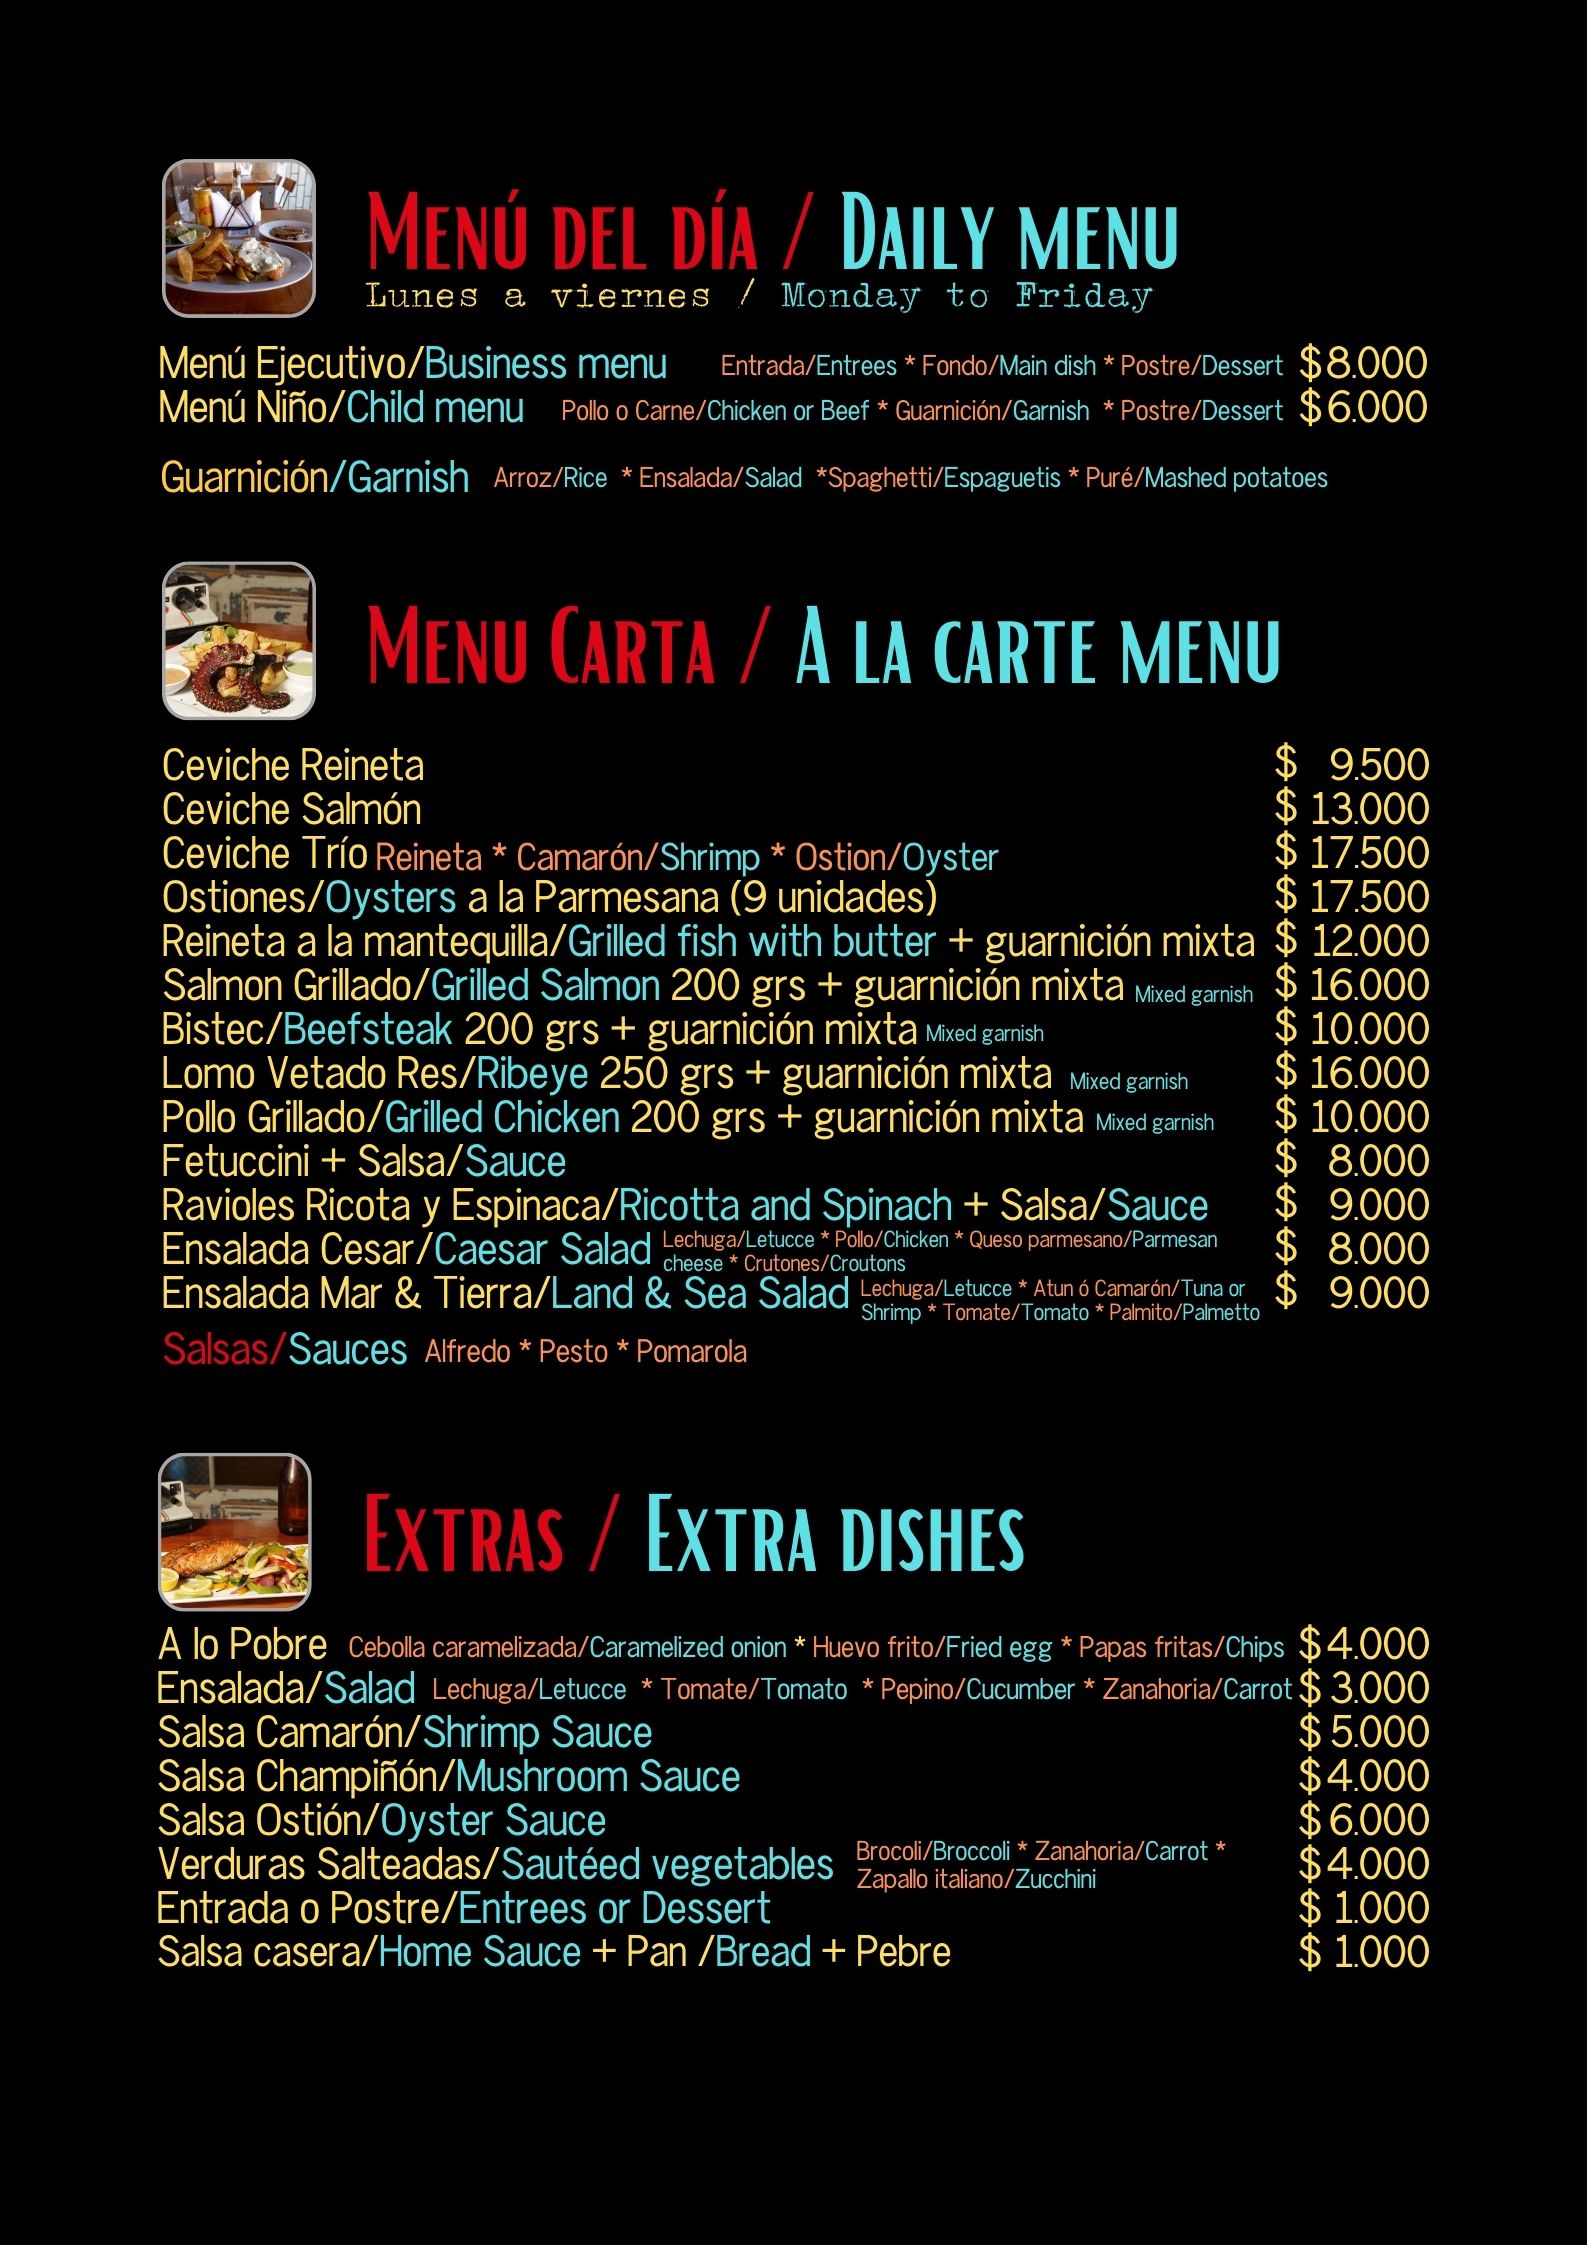 Menú del día / Daily menu
Lunes a viernes / Monday to Friday
Menú Ejecutivo/Business menu Entrada/Entrees * Fondo/Main dish * Postre/Dessert $8.000
Menú Niño/Child menu Pollo o Carne/Chicken or Beef * Guarnición/Garnish * Postre/Dessert $6.000
Guarnición/Garnish Arroz/Rice * Ensalada/Salad *Spaghetti/Espaguetis * Puré/Mashed potatoes
Menu Carta / A la carte menu
Ceviche Reineta $ 9.500
Ceviche Salmón $ 13.000
Ceviche Trío Reineta * Camarón/Shrimp * Ostion/Oyster $ 17.500
Ostiones/Oysters a la Parmesana (9 unidades) $ 17.500
Reineta a la mantequilla/Grilled fish with butter + guarnición mixta $ 12.000
Salmon Grillado/Grilled Salmon 200 grs + guarnición mixta Mixed garnish $ 16.000
Bistec/Beefsteak 200 grs + guarnición mixta Mixed garnish $ 10.000
Lomo Vetado Res/Ribeye 250 grs + guarnición mixta Mixed garnish $ 16.000
Pollo Grillado/Grilled Chicken 200 grs + guarnición mixta Mixed garnish $ 10.000
Fetuccini + Salsa/Sauce $ 8.000
Ravioles Ricota y Espinaca/Ricotta and Spinach + Salsa/Sauce $ 9.000
Ensalada Cesar/Caesar Salad Lechuga/Letucce * Pollo/Chicken * Queso parmesano/Parmesan $ 8.000
cheese * Crutones/Croutons
Ensalada Mar & Tierra/Land & Sea Salad Lechuga/Letucce * Atun ó Camarón/Tuna or $ 9.000
Shrimp * Tomate/Tomato * Palmito/Palmetto
Salsas/Sauces Alfredo * Pesto * Pomarola
Extras / Extra dishes
A lo Pobre Cebolla caramelizada/Caramelized onion * Huevo frito/Fried egg * Papas fritas/Chips $4.000
Ensalada/Salad Lechuga/Letucce * Tomate/Tomato * Pepino/Cucumber * Zanahoria/Carrot $ 3.000
Salsa Camarón/Shrimp Sauce $ 5.000
Salsa Champiñón/Mushroom Sauce $4.000
Salsa Ostión/Oyster Sauce $ 6.000
Verduras Salteadas/Sautéed vegetables Brocoli/Broccoli * Zanahoria/Carrot * $4.000
Zapallo italiano/Zucchini
Entrada o Postre/Entrees or Dessert $ 1.000
Salsa casera/Home Sauce + Pan /Bread + Pebre $ 1.000